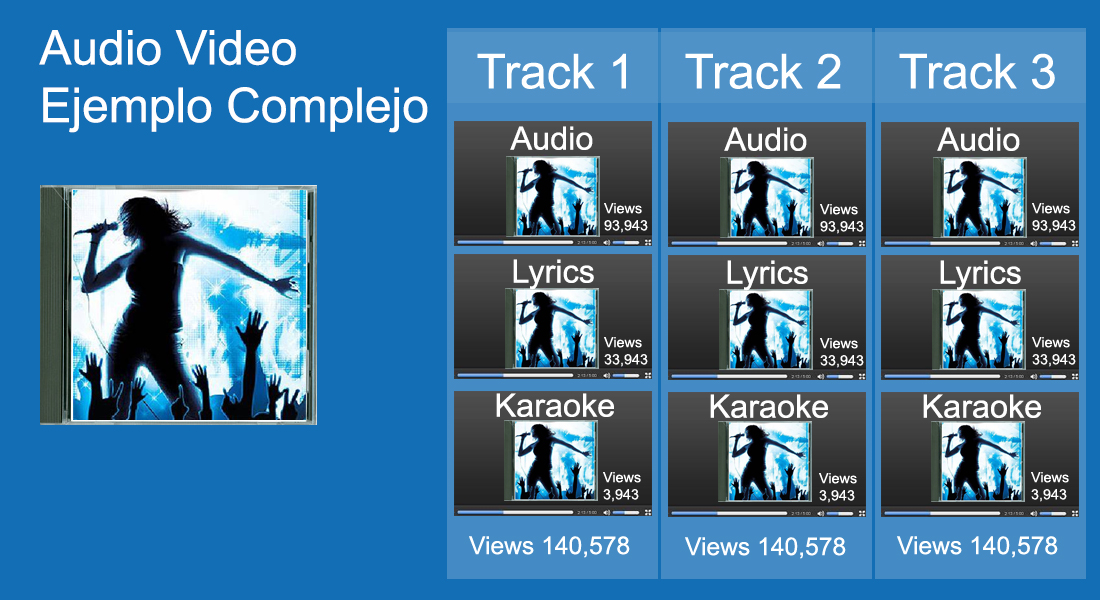 Audio Video
Ejemplo Complejo
Track 1
Audio
Views
93,943
Lyrics
Views
33,943
Karaoke
Views
3,943
Views 140,578
Track 2
Audio
Views
93,943
Lyrics
Views
33,943
Karaoke
Views
3,943
Views 140,578
Track 3
Audio
Views
93,943
Lyrics
Views
33,943
Karaoke
Views
3,943
Views 140,578